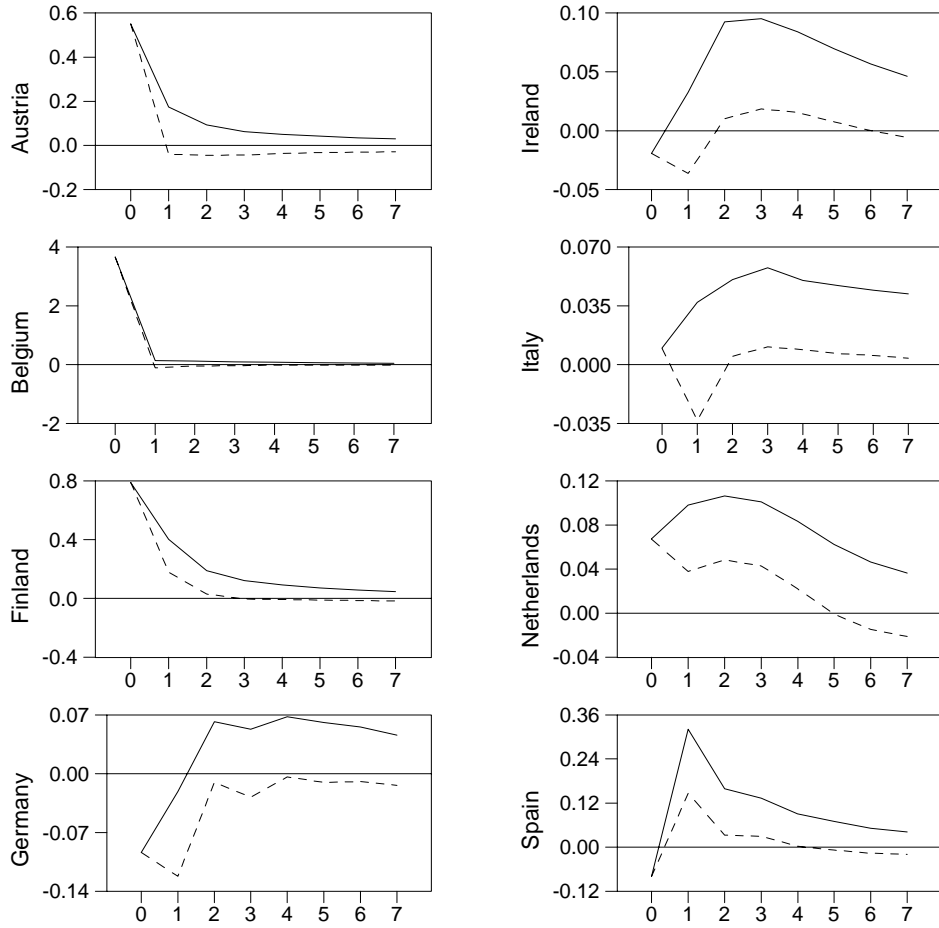 Austria
0.6
0.4
0.2
0.0
-0.2
0 1 2 3 4 5 6 7
Belgium
4
2
0
-2
0 1 2 3 4 5 6 7
Finland
0.8
0.4
0.0
-0.4
0 1 2 3 4 5 6 7
Germany
0.07
0.00
-0.07
-0.14
0 1 2 3 4 5 6 7
Ireland
0.10
0.05
0.00
-0.05
0 1 2 3 4 5 6 7
Italy
0.070
0.035
0.000
-0.035
0 1 2 3 4 5 6 7
Netherlands
0.12
0.08
0.04
0.00
-0.04
0 1 2 3 4 5 6 7
Spain
0.36
0.24
0.12
0.00
-0.12
0 1 2 3 4 5 6 7